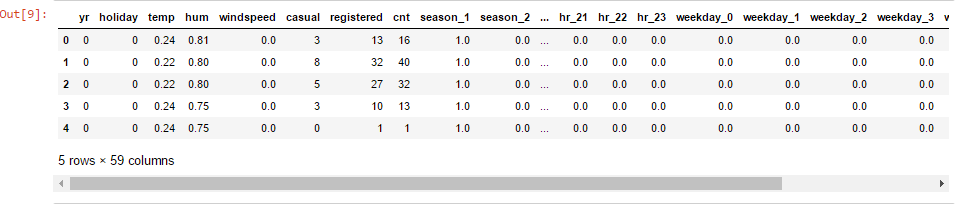 Out[9]:
yr holiday temp hum windspeed casual registered cnt season_1 season_2 ... hr_21 hr_22 hr_23 weekday_0 weekday_1 weekday_2 weekday_3 w
0 0 0 0.24 0.81 0.0 3 13 16 1.0 0.0 ... 0.0 0.0 0.0 0.0 0.0 0.0 0.0
1 0 0 0.22 0.80 0.0 8 32 40 1.0 0.0 ... 0.0 0.0 0.0 0.0 0.0 0.0 0.0
2 0 0 0.22 0.80 0.0 5 27 32 1.0 0.0 ... 0.0 0.0 0.0 0.0 0.0 0.0 0.0
3 0 0 0.24 0.75 0.0 3 10 13 1.0 0.0 ... 0.0 0.0 0.0 0.0 0.0 0.0 0.0
4 0 0 0.24 0.75 0.0 0 1 1 1.0 0.0 ... 0.0 0.0 0.0 0.0 0.0 0.0 0.0
5 rows × 59 columns